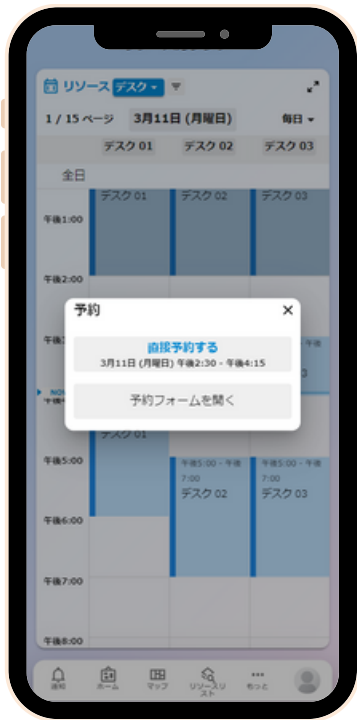 リソース デスク
1 / 15 ページ 3月11日 (月曜日) 毎日
デスク 01 デスク 02 デスク 03
全日
デスク 01 デスク 02 デスク 03
午後1:00
午後2:00
予約
直接予約する
3月11日 (月曜日) 午後2:30 - 午後4:15
予約フォームを開く
デスク 01
午後5:00 午後5:00 - 午後 午後5:00 - 午後
7:00 7:00
デスク 02 デスク 03
午後6:00
午後7:00
午後8:00
通知 ホーム マップ リソースリ もっと
スト